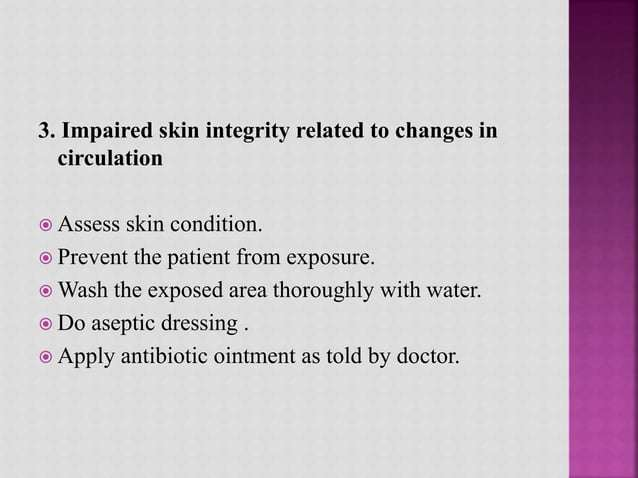 3. Impaired skin integrity related to changes in
circulation
Assess skin condition.
Prevent the patient from exposure.
Wash the exposed area thoroughly with water.
Do aseptic dressing .
Apply antibiotic ointment as told by doctor.